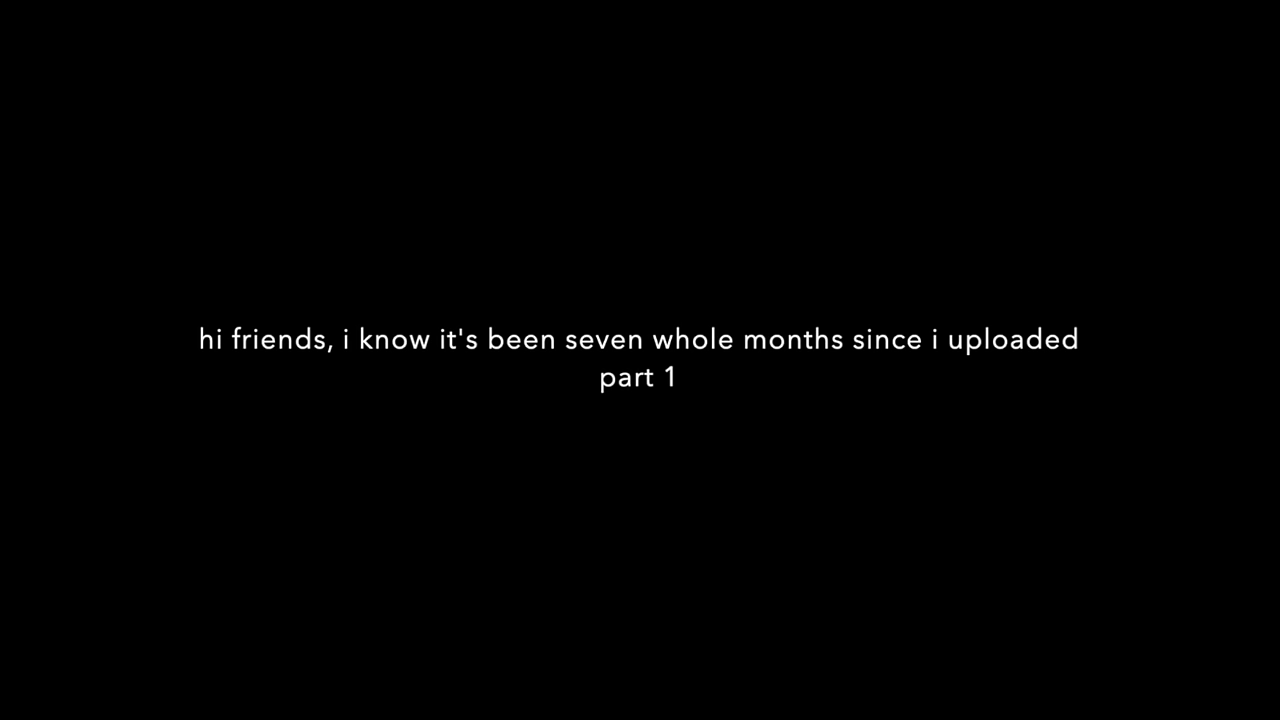 hi friends, i know it's been seven whole months since i uploaded
part 1